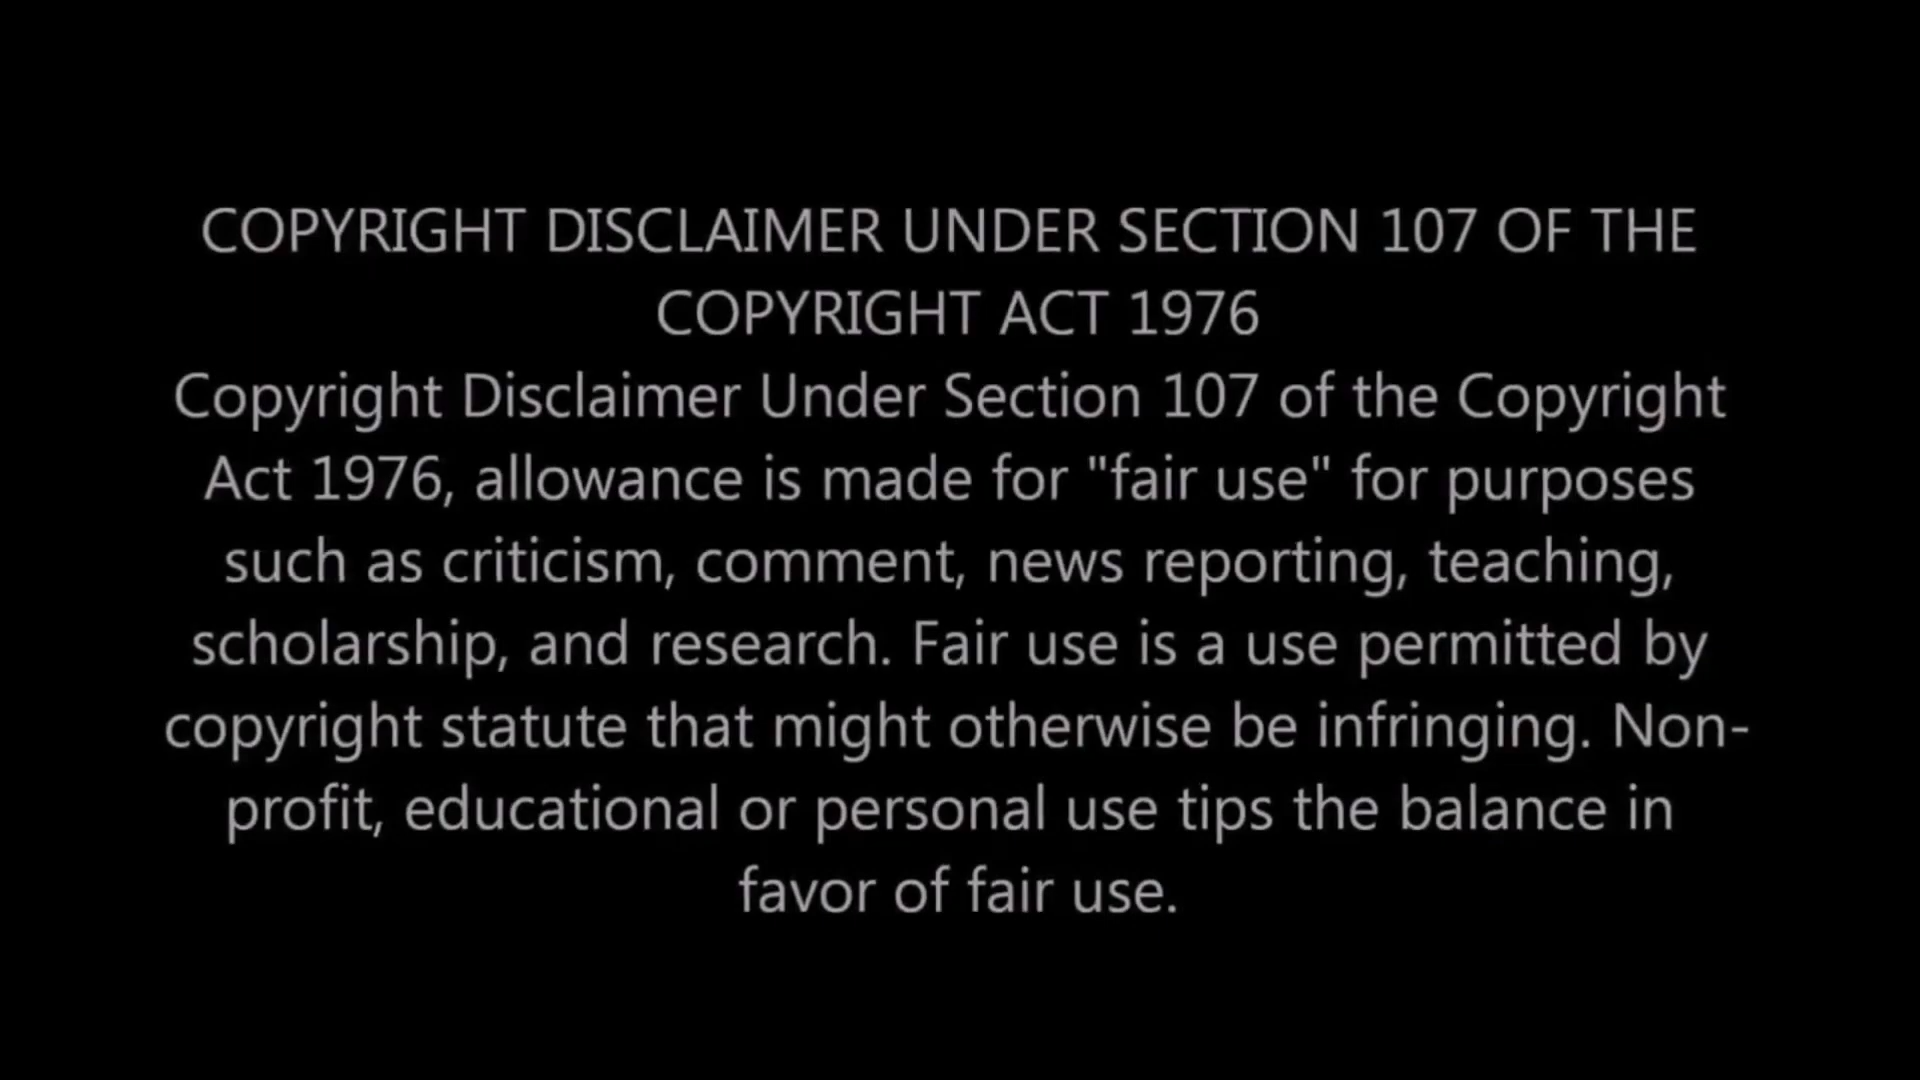 COPYRIGHT DISCLAIMER UNDER SECTION 107 OF THE
COPYRIGHT ACT 1976
Copyright Disclaimer Under Section 107 of the Copyright
Act 1976, allowance is made for "fair use" for purposes
such as criticism, comment, news reporting, teaching,
scholarship, and research. Fair use is a use permitted by
copyright statute that might otherwise be infringing. Non-
profit, educational or personal use tips the balance in
favor of fair use.